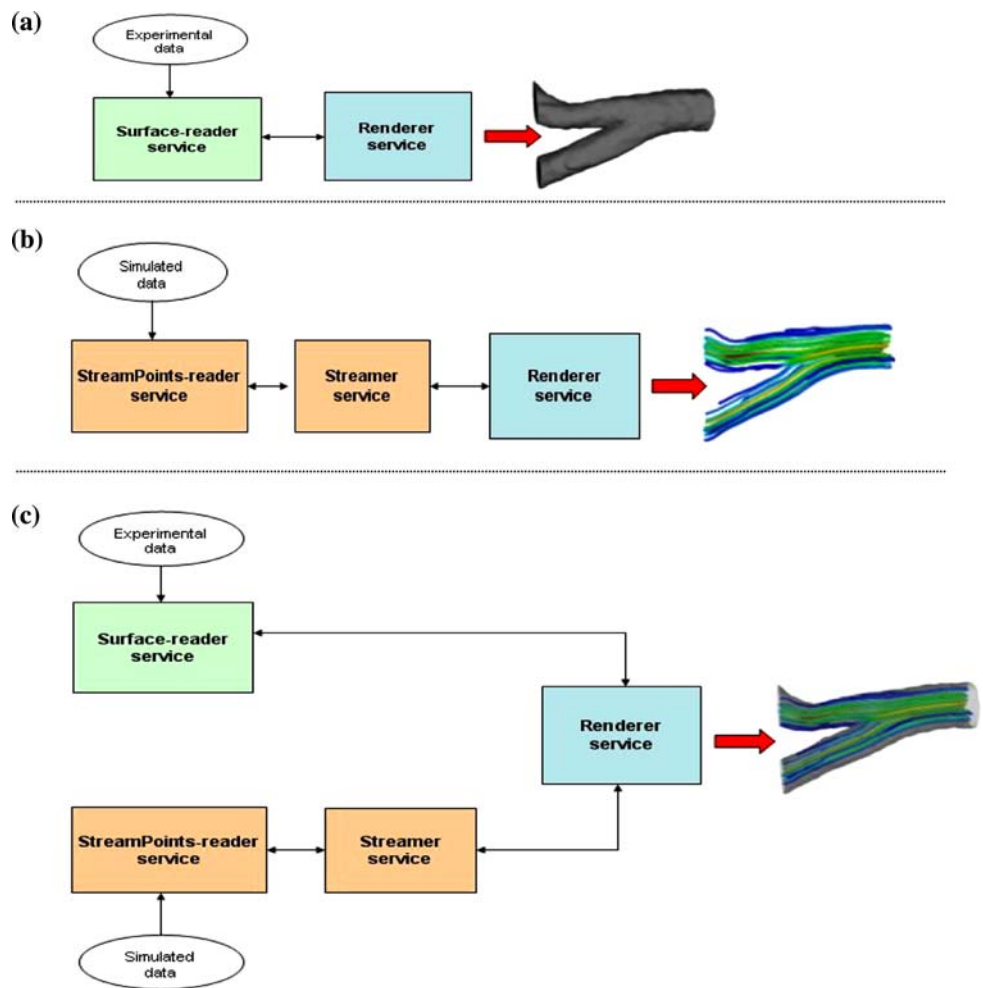 (a)
Experimental
data
Surface-reader
service
Renderer
service
(b)
Simulated
data
StreamPoints-reader
service
Streamer
service
Renderer
service
(c)
Experimental
data
Surface-reader
service
Renderer
service
StreamPoints-reader
service
Streamer
service
Simulated
data